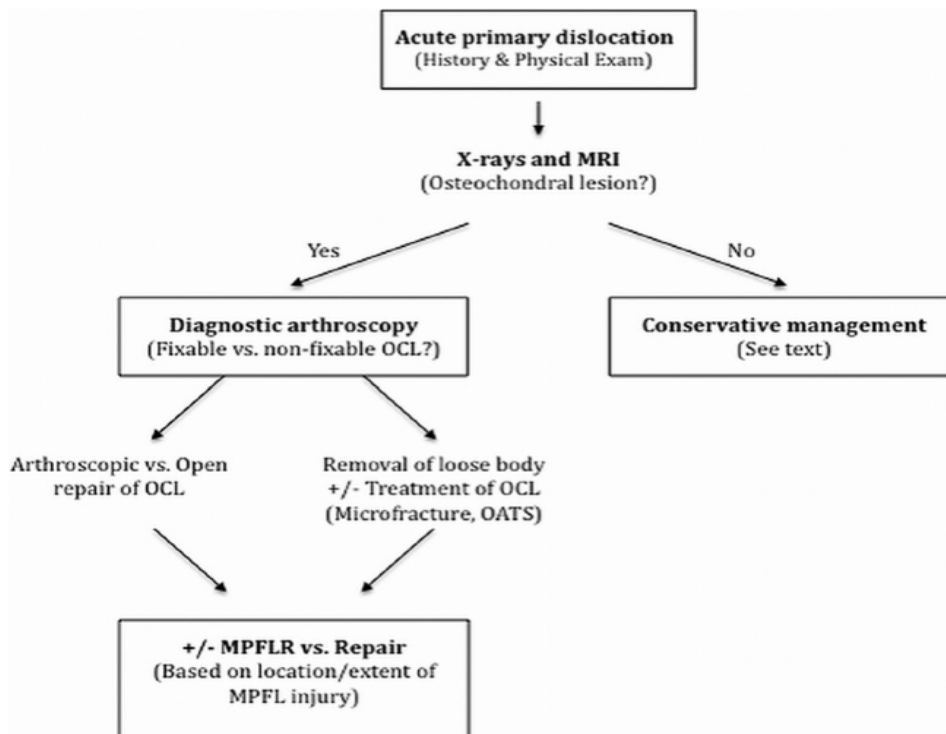 Acute primary dislocation
(History & Physical Exam)
X-rays and MRI
(Osteochondral lesion?)
Yes
No
Diagnostic arthroscopy
(Fixable vs. non-fixable OCL?)
Conservative management
(See text)
Arthroscopic vs. Open
repair of OCL
Removal of loose body
+/- Treatment of OCL
(Microfracture, OATS)
+/- MPFLR vs. Repair
(Based on location/extent of
MPFL injury)